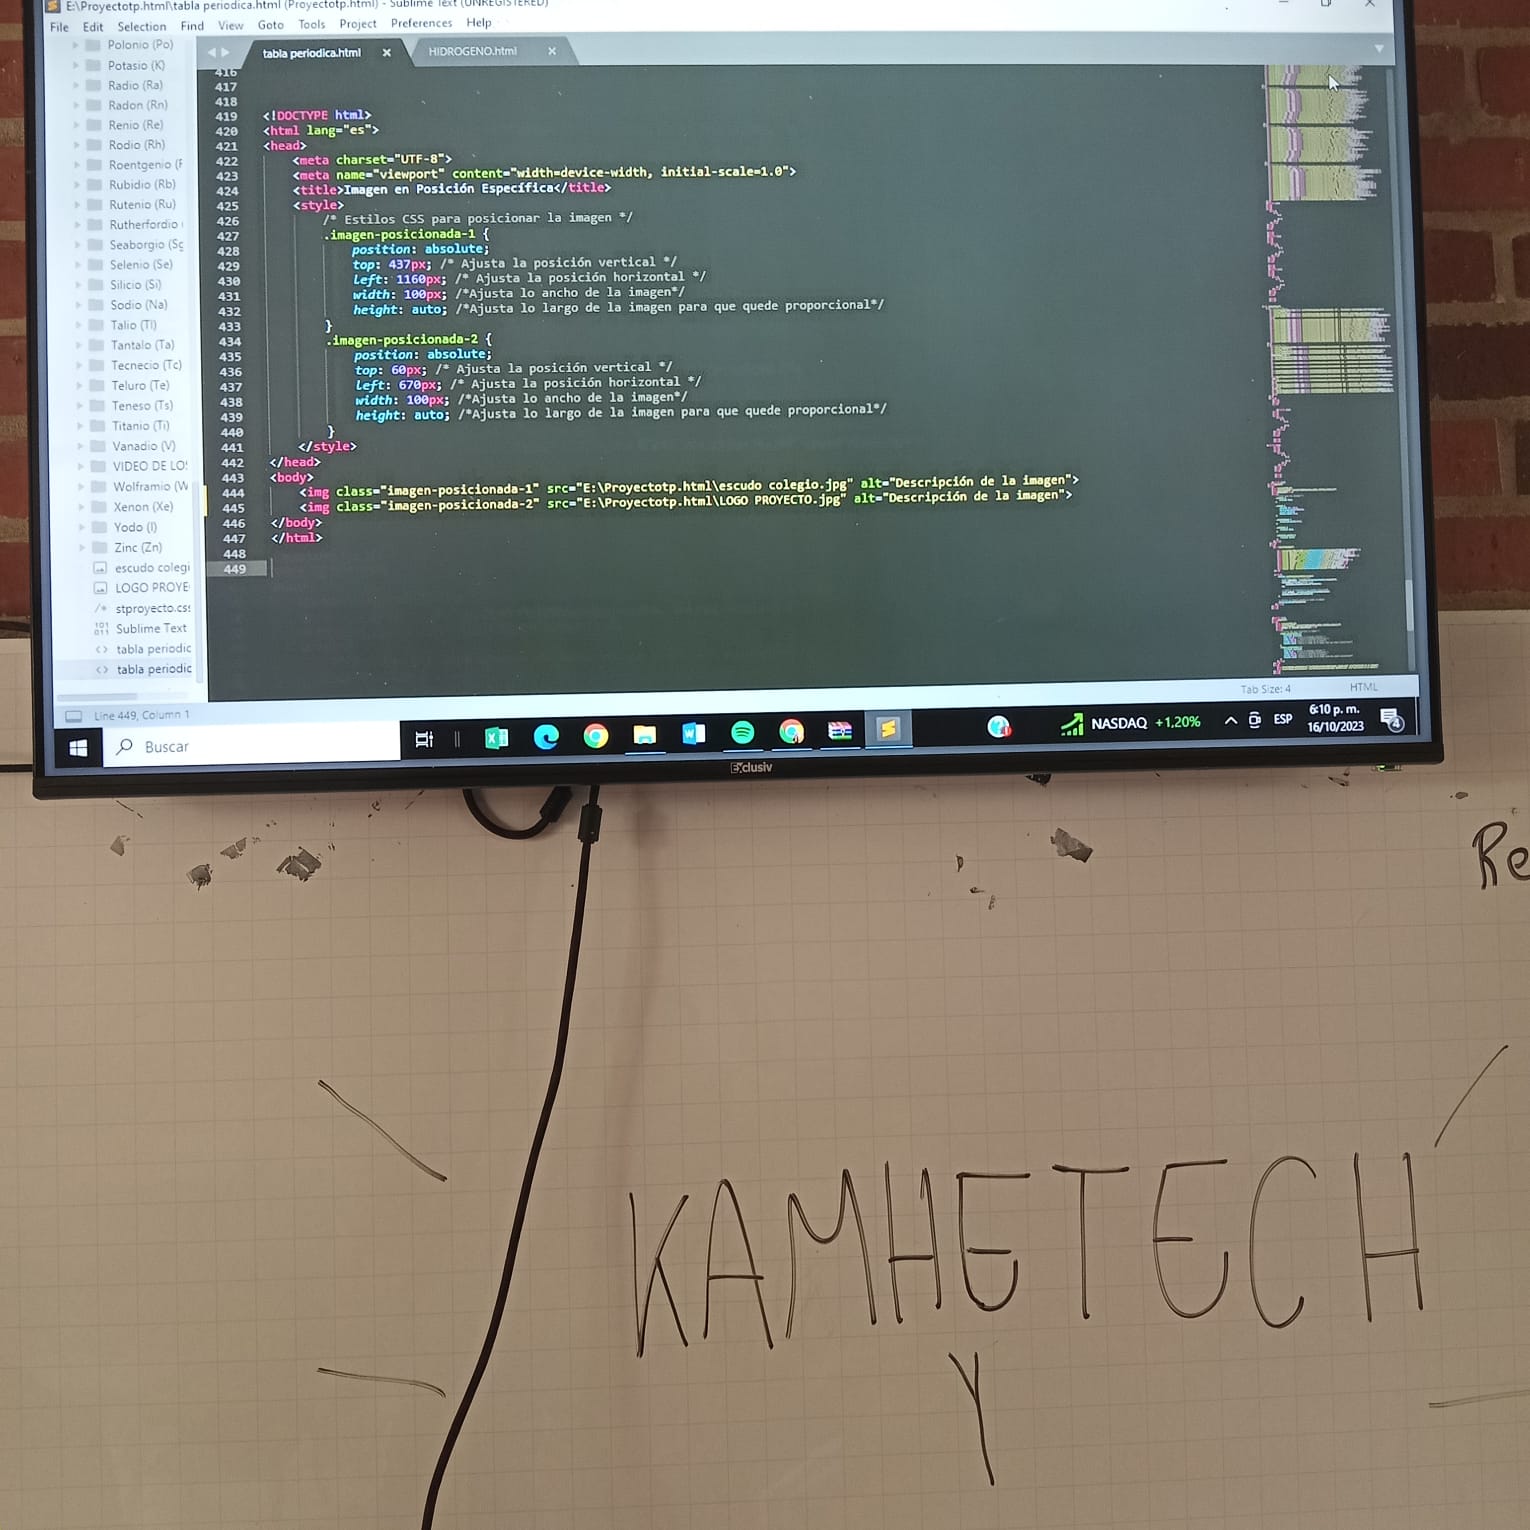 E:\Proyectotp.html\tabla periodica.html (Proyectotp.html) - Sublime Text (UNREGISTERED)
File Edit Selection Find View Goto Tools Project Preferences Help
tabla periodica.html × HIDROGENO.html ×
Polonio (Po)
Potasio (K)
Radio (Ra)
Radon (Rn)
Renio (Re)
Rodio (Rh)
Roentgenio (F
Rubidio (Rb)
Rutenio (Ru)
Rutherfordio
Seaborgio (Sg
Selenio (Se)
Silicio (Si)
Sodio (Na)
Talio (Tl)
Tantalo (Ta)
Tecnecio (Tc)
Teluro (Te)
Teneso (Ts)
Titanio (Ti)
Vanadio (V)
VIDEO DE LO
Wolframio (W
Xenon (Xe)
Yodo (I)
Zinc (Zn)
escudo colegi
LOGO PROYE
/* stproyecto.cs
Sublime Text
<> tabla periodic
<> tabla periodic
416
417
418
419 <!DOCTYPE html>
420 <html lang="es">
421 <head>
422 <meta charset="UTF-8">
423 <meta name="viewport" content="width=device-width, initial-scale=1.0">
424 <title>Imagen en Posición Específica</title>
425 <style>
426 /* Estilos CSS para posicionar la imagen */
427 .imagen-posicionada-1 {
428 position: absolute;
429 top: 437px; /* Ajusta la posición vertical */
430 left: 1160px; /* Ajusta la posición horizontal */
431 width: 100px; /*Ajusta lo ancho de la imagen*/
432 height: auto; /*Ajusta lo largo de la imagen para que quede proporcional*/
433 }
434 .imagen-posicionada-2 {
435 position: absolute;
436 top: 60px; /* Ajusta la posición vertical */
437 left: 670px; /* Ajusta la posición horizontal */
438 width: 100px; /*Ajusta lo ancho de la imagen*/
439 height: auto; /*Ajusta lo largo de la imagen para que quede proporcional*/
440 }
441 </style>
442 </head>
443 <body>
444 <img class="imagen-posicionada-1" src="E:\Proyectotp.html\escudo colegio.jpg" alt="Descripción de la imagen">
445 <img class="imagen-posicionada-2" src="E:\Proyectotp.html\LOGO PROYECTO.jpg" alt="Descripción de la imagen">
446 </body>
447 </html>
448
449
Line 449, Column 1 Tab Size: 4 HTML
Buscar NASDAQ +1,20% ESP 6:10 p. m.
16/10/2023 4
Exclusiv
Re
KAMHETECH
Y